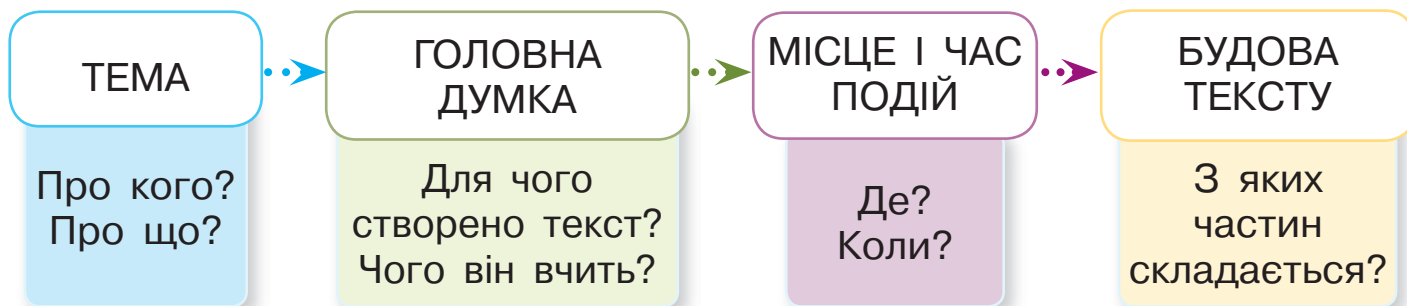 ТЕМА
Про кого?
Про що?
ГОЛОВНА
ДУМКА
Для чого
створено текст?
Чого він вчить?
МІСЦЕ І ЧАС
ПОДІЙ
Де?
Коли?
БУДОВА
ТЕКСТУ
З яких
частин
складається?